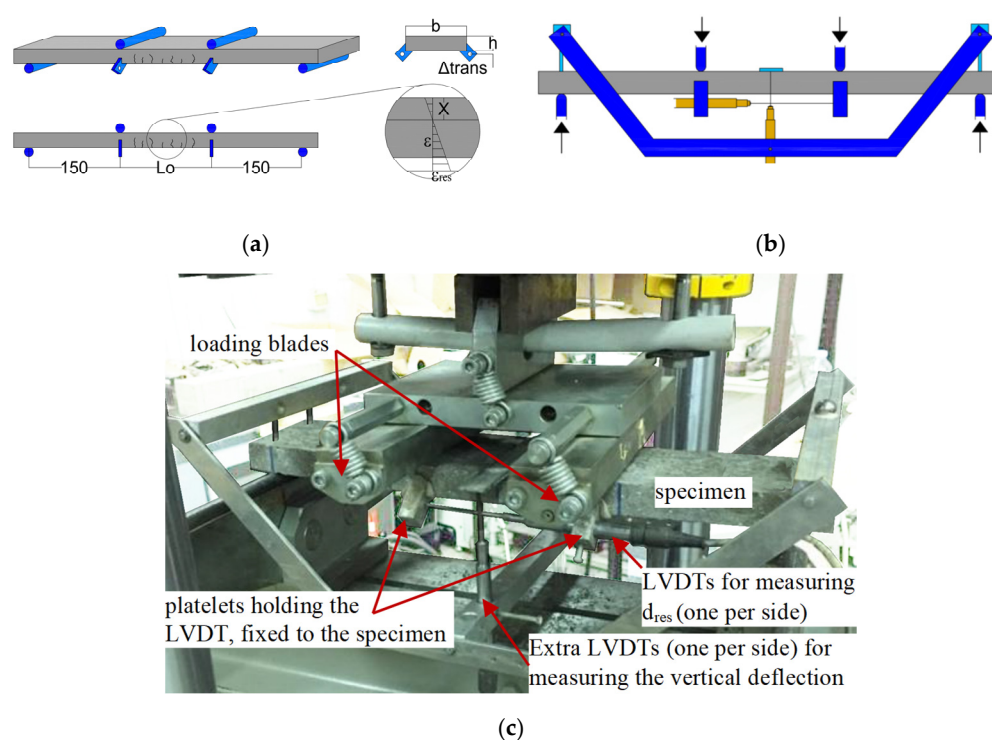 b
h
Δtrans
X
ε
εres
150
Lo
150
(a)
(b)
loading blades
specimen
LVDTs for measuring
dres (one per side)
platelets holding the
LVDT, fixed to the specimen
Extra LVDTs (one per side) for
measuring the vertical deflection
(c)